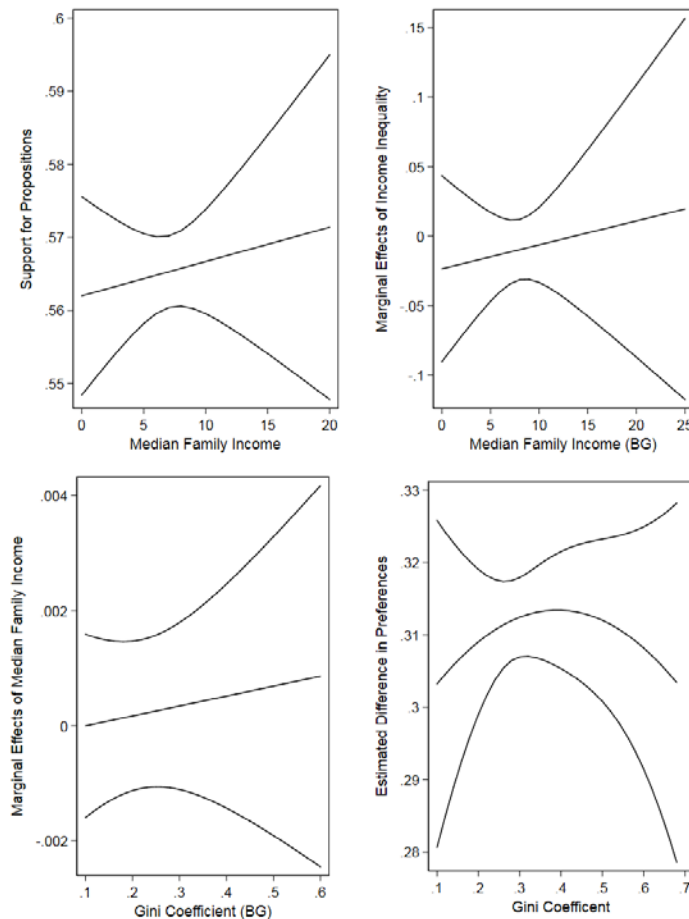 Support for Propositions
.6
.59
.58
.57
.56
.55
0 5 10 15 20
Median Family Income
Marginal Effects of Income Inequality
.15
.1
.05
0
-.05
-.1
0 5 10 15 20 25
Median Family Income (BG)
Marginal Effects of Median Family Income
.004
.002
0
-.002
.1 .2 .3 .4 .5 .6
Gini Coefficient (BG)
Estimated Difference in Preferences
.33
.32
.31
.3
.29
.28
.1 .2 .3 .4 .5 .6 .7
Gini Coefficent